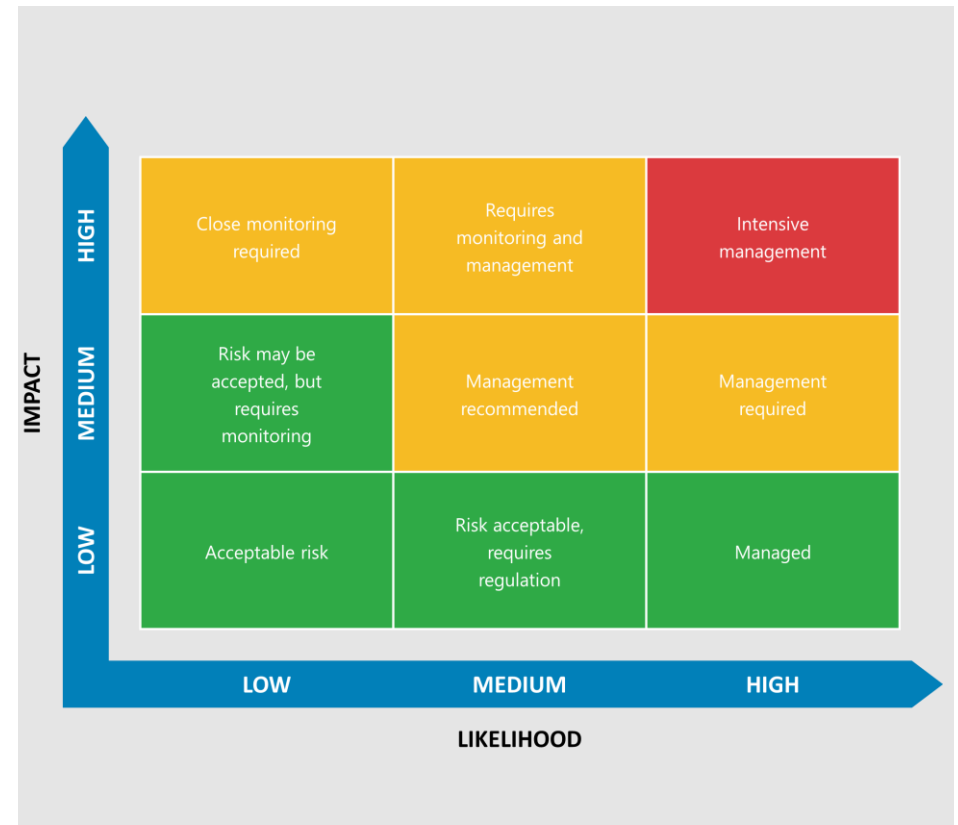 HIGH
Close monitoring
required
Requires
monitoring and
management
Intensive
management
IMPACT
MEDIUM
Risk may be
accepted, but
requires
monitoring
Management
recommended
Management
required
LOW
Acceptable risk
Risk acceptable,
requires
regulation
Managed
LOW
MEDIUM
HIGH
LIKELIHOOD